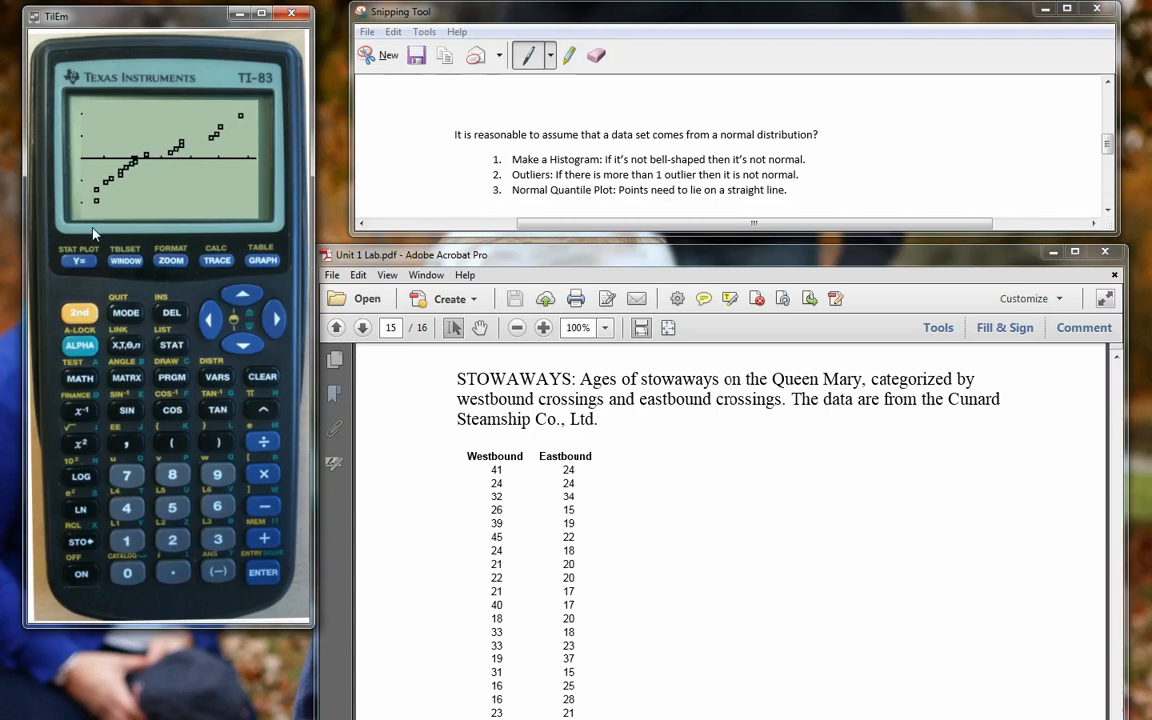 TilEm
TEXAS INSTRUMENTS TI-83
STAT PLOT TBLSET FORMAT CALC TABLE
Y= WINDOW ZOOM TRACE GRAPH
QUIT INS
2nd MODE DEL
A-LOCK LINK LIST
ALPHA X,T,θ,n STAT
TEST A ANGLE B DRAW C DISTR
MATH MATRX PRGM VARS CLEAR
FINANCE D SIN⁻¹ E COS⁻¹ F TAN⁻¹ G π H
x⁻¹ SIN COS TAN ^
√ I EE J { K } L e M
x² , ( ) ÷
10ˣ N u O v P w Q [ R
LOG 7 8 9 ×
eˣ S L4 T L5 U L6 V ] W
LN 4 5 6 −
RCL X L1 Y L2 Z L3 θ MEM "
STO▸ 1 2 3 +
OFF CATALOG ANS ? ENTRY SOLVE
ON 0 . (−) ENTER
Snipping Tool
File Edit Tools Help
New
It is reasonable to assume that a data set comes from a normal distribution?
1. Make a Histogram: If it's not bell-shaped then it's not normal.
2. Outliers: If there is more than 1 outlier then it is not normal.
3. Normal Quantile Plot: Points need to lie on a straight line.
Unit 1 Lab.pdf - Adobe Acrobat Pro
File Edit View Window Help
Open Create Customize
15 / 16 100% Tools Fill & Sign Comment
STOWAWAYS: Ages of stowaways on the Queen Mary, categorized by
westbound crossings and eastbound crossings. The data are from the Cunard
Steamship Co., Ltd.
Westbound Eastbound
41 24
24 24
32 34
26 15
39 19
45 22
24 18
21 20
22 20
21 17
40 17
18 20
33 18
33 23
19 37
31 15
16 25
16 28
23 21